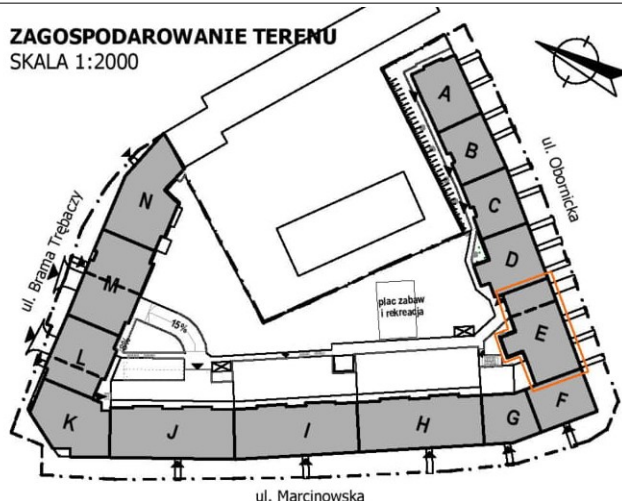 ZAGOSPODAROWANIE TERENU
SKALA 1:2000
A
B
C
D
E
F
G
H
I
J
K
L
M
N
ul. Obornicka
ul. Brama Trębaczy
plac zabaw
i rekreacja
15%
ul. Marcinowska